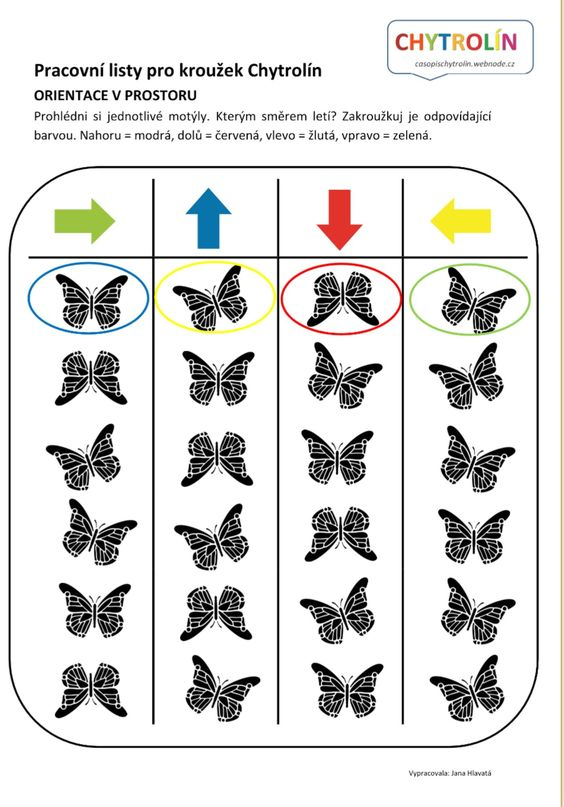 CHYTROLÍN
casopischytrolin.webnode.cz
Pracovní listy pro kroužek Chytrolín
ORIENTACE V PROSTORU
Prohlédni si jednotlivé motýly. Kterým směrem letí? Zakroužkuj je odpovídající
barvou. Nahoru = modrá, dolů = červená, vlevo = žlutá, vpravo = zelená.
Vypracovala: Jana Hlavatá